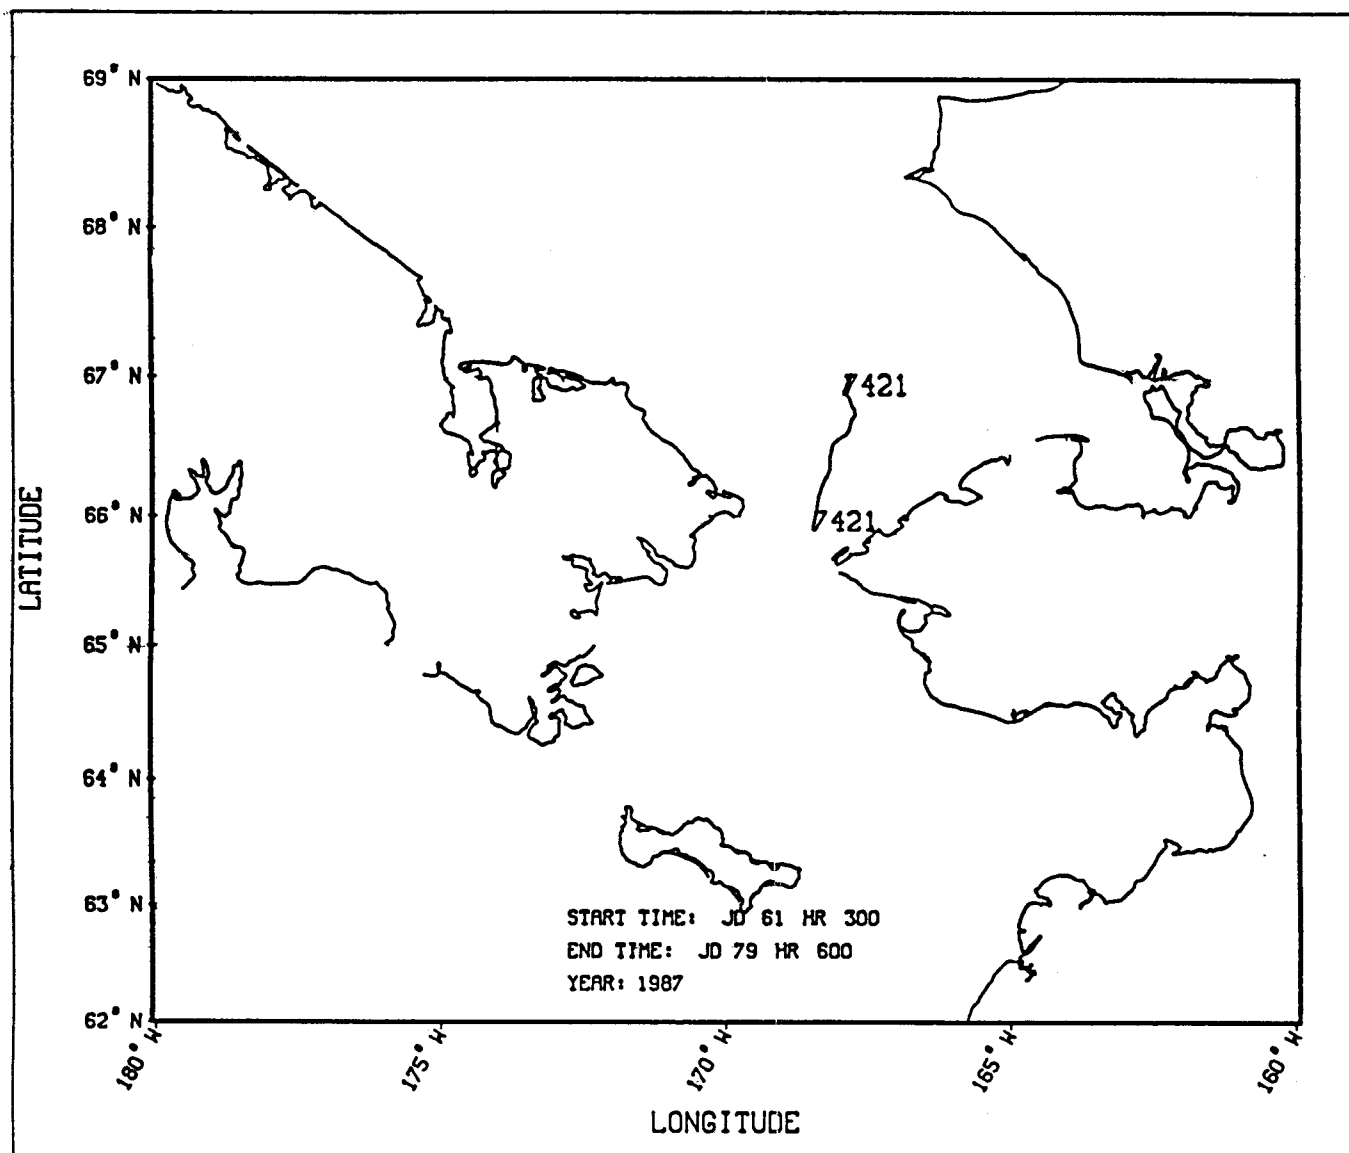 69° N
68° N
67° N
66° N
65° N
64° N
63° N
62° N
LATITUDE
7421
7421
START TIME: JD 61 HR 300
END TIME: JD 79 HR 600
YEAR: 1987
180° W
175° W
170° W
165° W
160° W
LONGITUDE